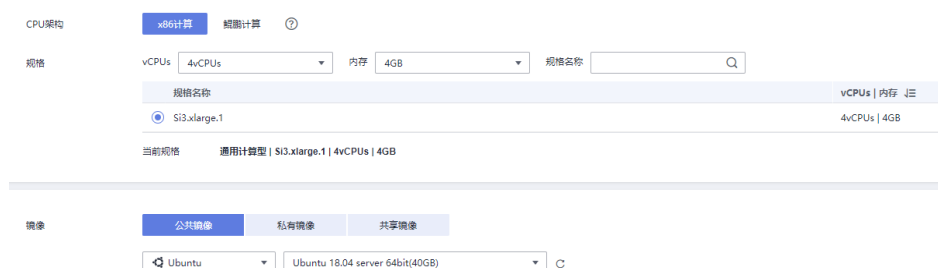 CPU架构 x86计算 鲲鹏计算 ?
规格 vCPUs 4vCPUs 内存 4GB 规格名称
规格名称 vCPUs | 内存
Si3.xlarge.1 4vCPUs | 4GB
当前规格 通用计算型 | Si3.xlarge.1 | 4vCPUs | 4GB
镜像 公共镜像 私有镜像 共享镜像
Ubuntu Ubuntu 18.04 server 64bit(40GB)